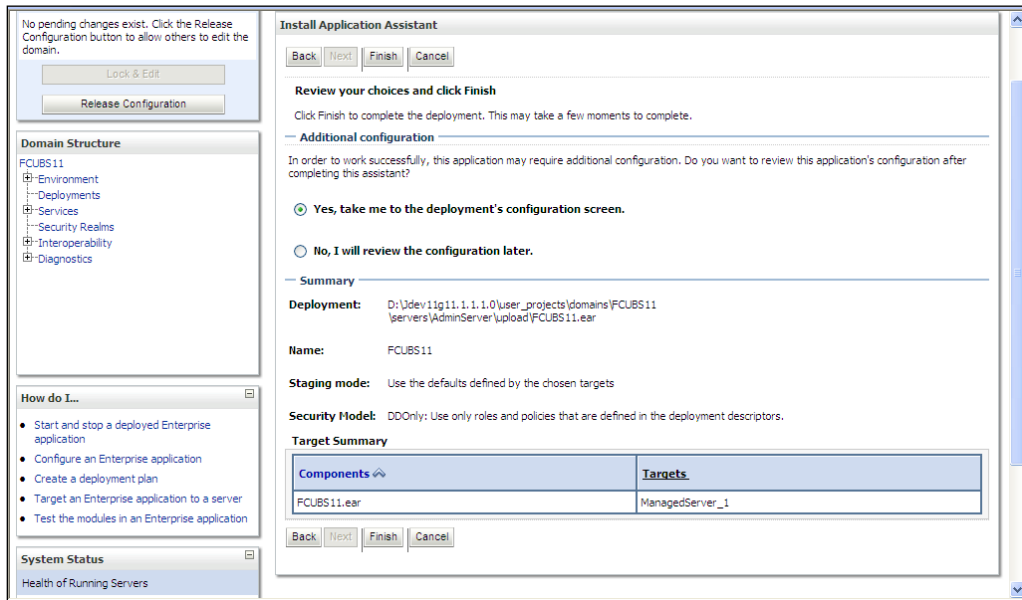 No pending changes exist. Click the Release
Configuration button to allow others to edit the
domain.
Lock & Edit
Release Configuration
Domain Structure
FCUBS11
Environment
Deployments
Services
Security Realms
Interoperability
Diagnostics
How do I...
Start and stop a deployed Enterprise
application
Configure an Enterprise application
Create a deployment plan
Target an Enterprise application to a server
Test the modules in an Enterprise application
System Status
Health of Running Servers
Install Application Assistant
Back Next Finish Cancel
Review your choices and click Finish
Click Finish to complete the deployment. This may take a few moments to complete.
Additional configuration
In order to work successfully, this application may require additional configuration. Do you want to review this application's configuration after
completing this assistant?
Yes, take me to the deployment's configuration screen.
No, I will review the configuration later.
Summary
Deployment: D:\Jdev11g11.1.1.1.0\user_projects\domains\FCUBS11
\servers\AdminServer\upload\FCUBS11.ear
Name: FCUBS11
Staging mode: Use the defaults defined by the chosen targets
Security Model: DDOnly: Use only roles and policies that are defined in the deployment descriptors.
Target Summary
Components Targets
FCUBS11.ear ManagedServer_1
Back Next Finish Cancel